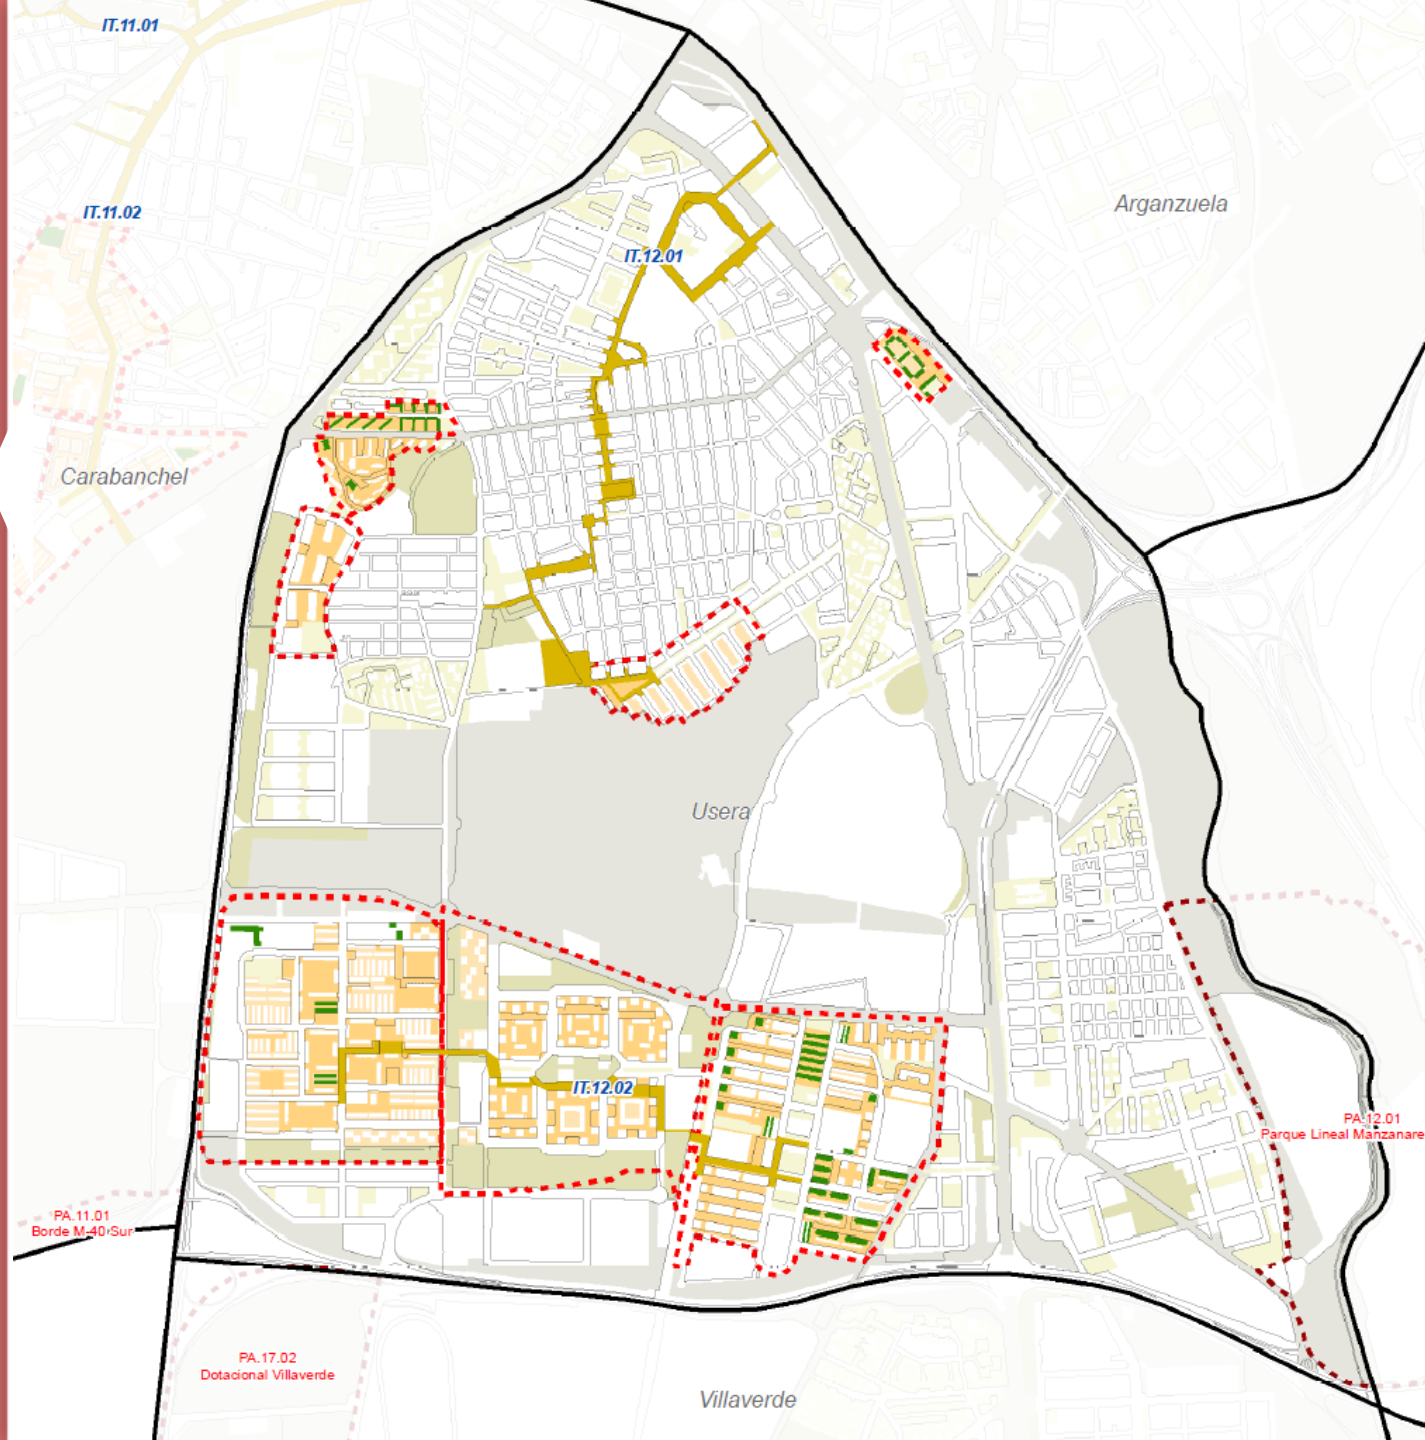 IT.11.01
Arganzuela
IT.11.02
IT.12.01
Carabanchel
Usera
IT.12.02
PA.12.01
Parque Lineal Manzanare
PA.11.01
Borde M-40 Sur
PA.17.02
Dotacional Villaverde
Villaverde